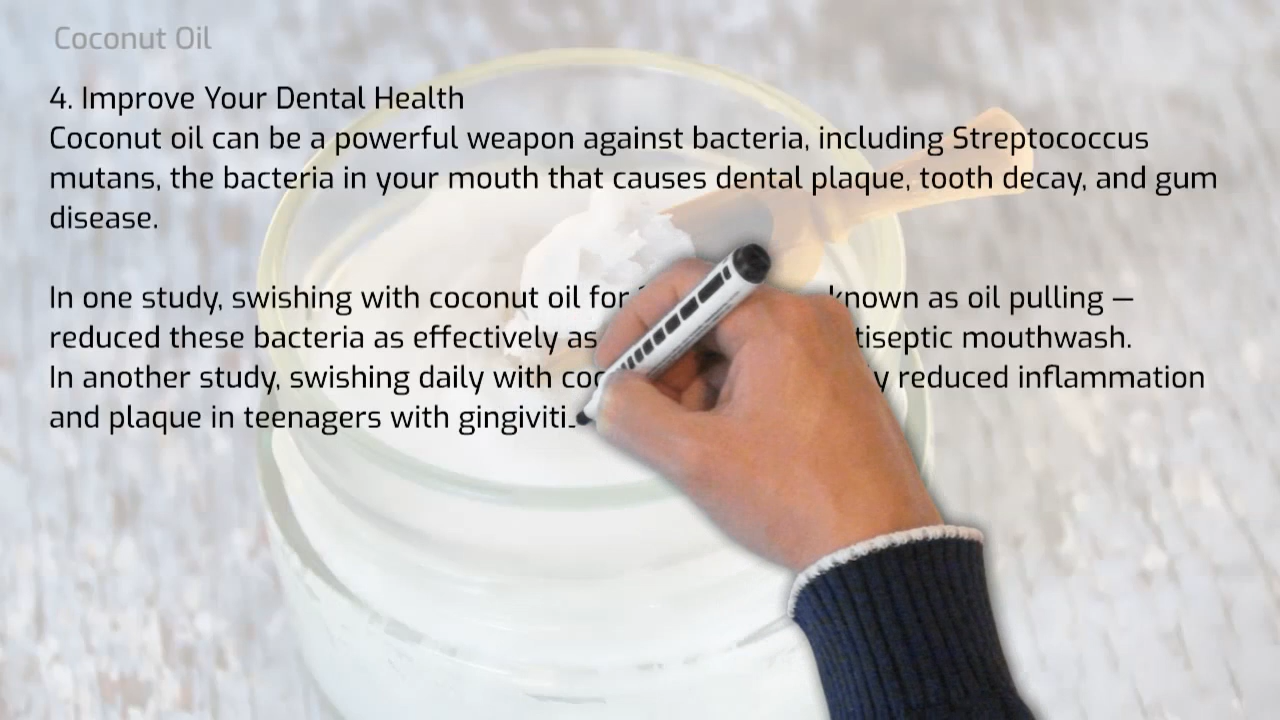 Coconut Oil
4. Improve Your Dental Health
Coconut oil can be a powerful weapon against bacteria, including Streptococcus
mutans, the bacteria in your mouth that causes dental plaque, tooth decay, and gum
disease.
In one study, swishing with coconut oil for known as oil pulling —
reduced these bacteria as effectively as mouthwash.
In another study, swishing daily with reduced inflammation
and plaque in teenagers with